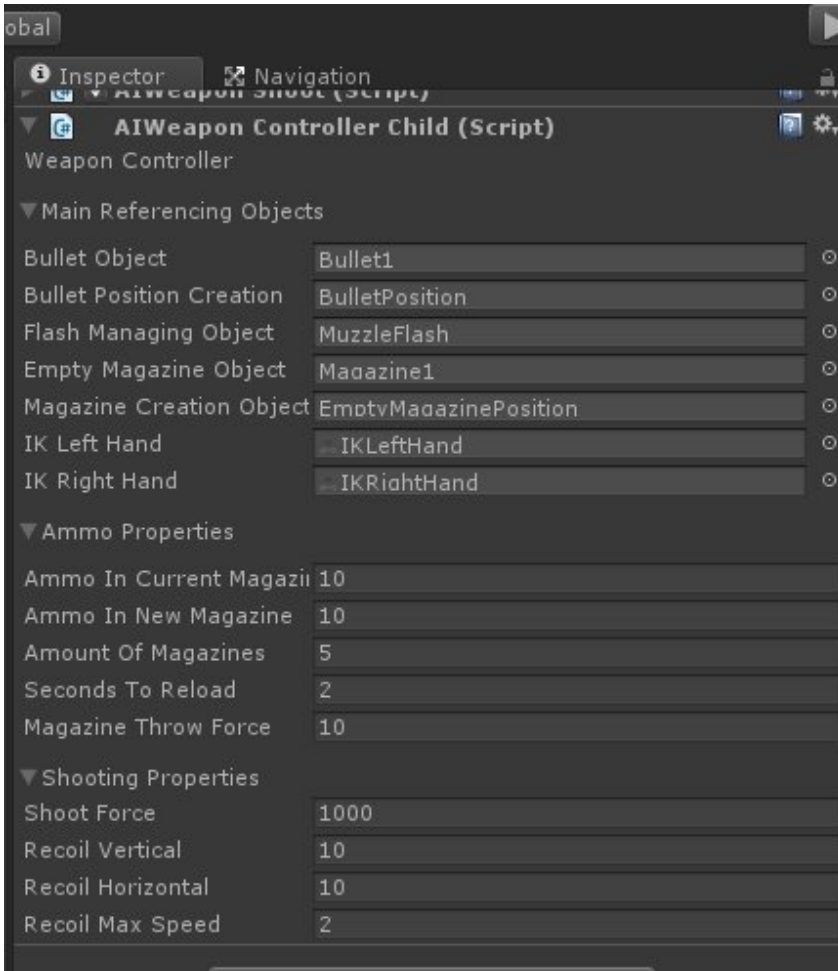 obal
Inspector Navigation
AIWeapon Shoot (Script)
AIWeapon Controller Child (Script)
Weapon Controller
Main Referencing Objects
Bullet Object Bullet1
Bullet Position Creation BulletPosition
Flash Managing Object MuzzleFlash
Empty Magazine Object Magazine1
Magazine Creation Object EmptyMagazinePosition
IK Left Hand IKLeftHand
IK Right Hand IKRightHand
Ammo Properties
Ammo In Current Magazi 10
Ammo In New Magazine 10
Amount Of Magazines 5
Seconds To Reload 2
Magazine Throw Force 10
Shooting Properties
Shoot Force 1000
Recoil Vertical 10
Recoil Horizontal 10
Recoil Max Speed 2